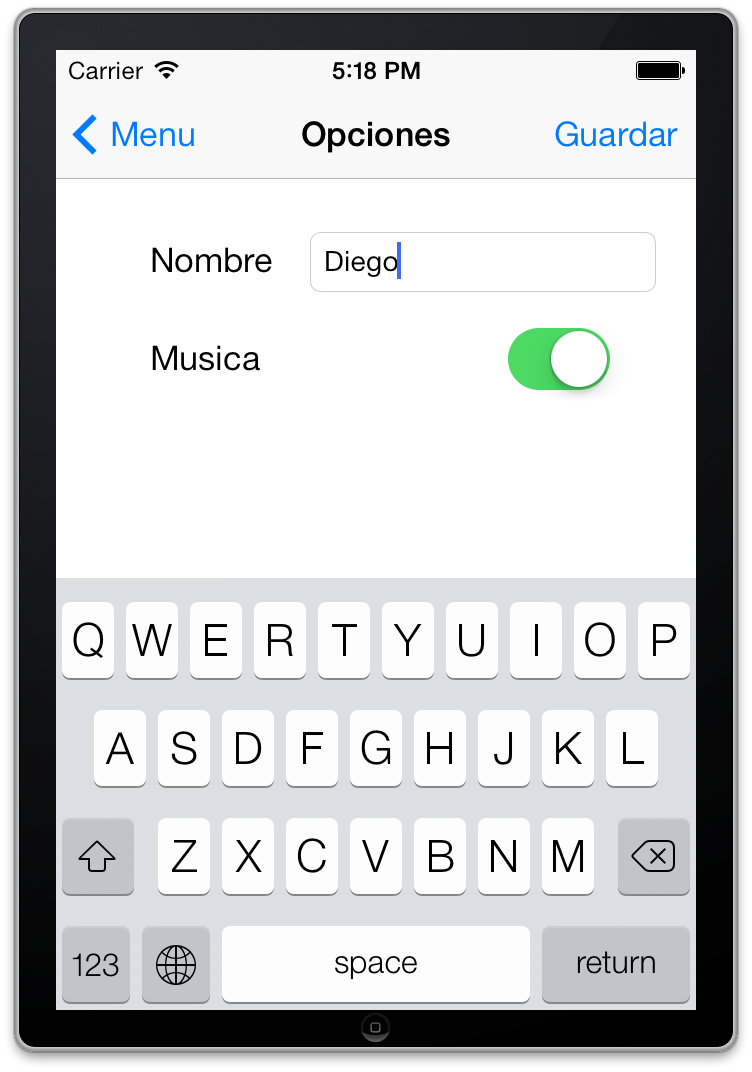 Carrier 5:18 PM
Menu Opciones Guardar
Nombre Diego
Musica
Q W E R T Y U I O P
A S D F G H J K L
Z X C V B N M
123 space return